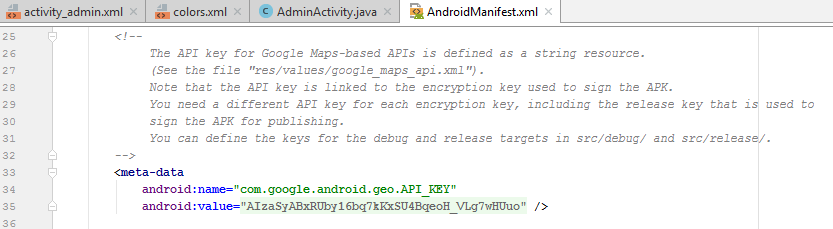 activity_admin.xml colors.xml AdminActivity.java AndroidManifest.xml
25 <!--
26 The API key for Google Maps-based APIs is defined as a string resource.
27 (See the file "res/values/google_maps_api.xml").
28 Note that the API key is linked to the encryption key used to sign the APK.
29 You need a different API key for each encryption key, including the release key that is used to
30 sign the APK for publishing.
31 You can define the keys for the debug and release targets in src/debug/ and src/release/.
32 -->
33 <meta-data
34 android:name="com.google.android.geo.API_KEY"
35 android:value="AIzaSyABxRUby16bq7kKxSU4BqeoH_VLg7wHUuo" />
36